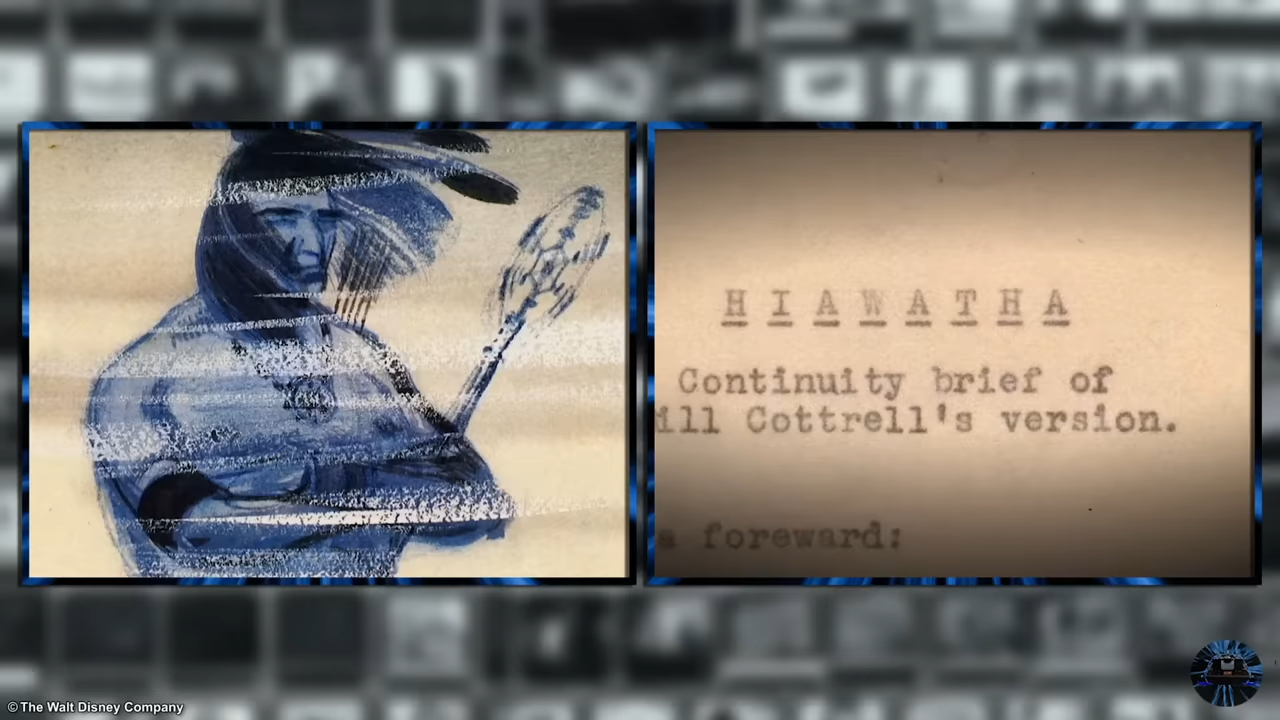 H I A W A T H A
Continuity brief of
ill Cottrell's version.
a foreward:
© The Walt Disney Company